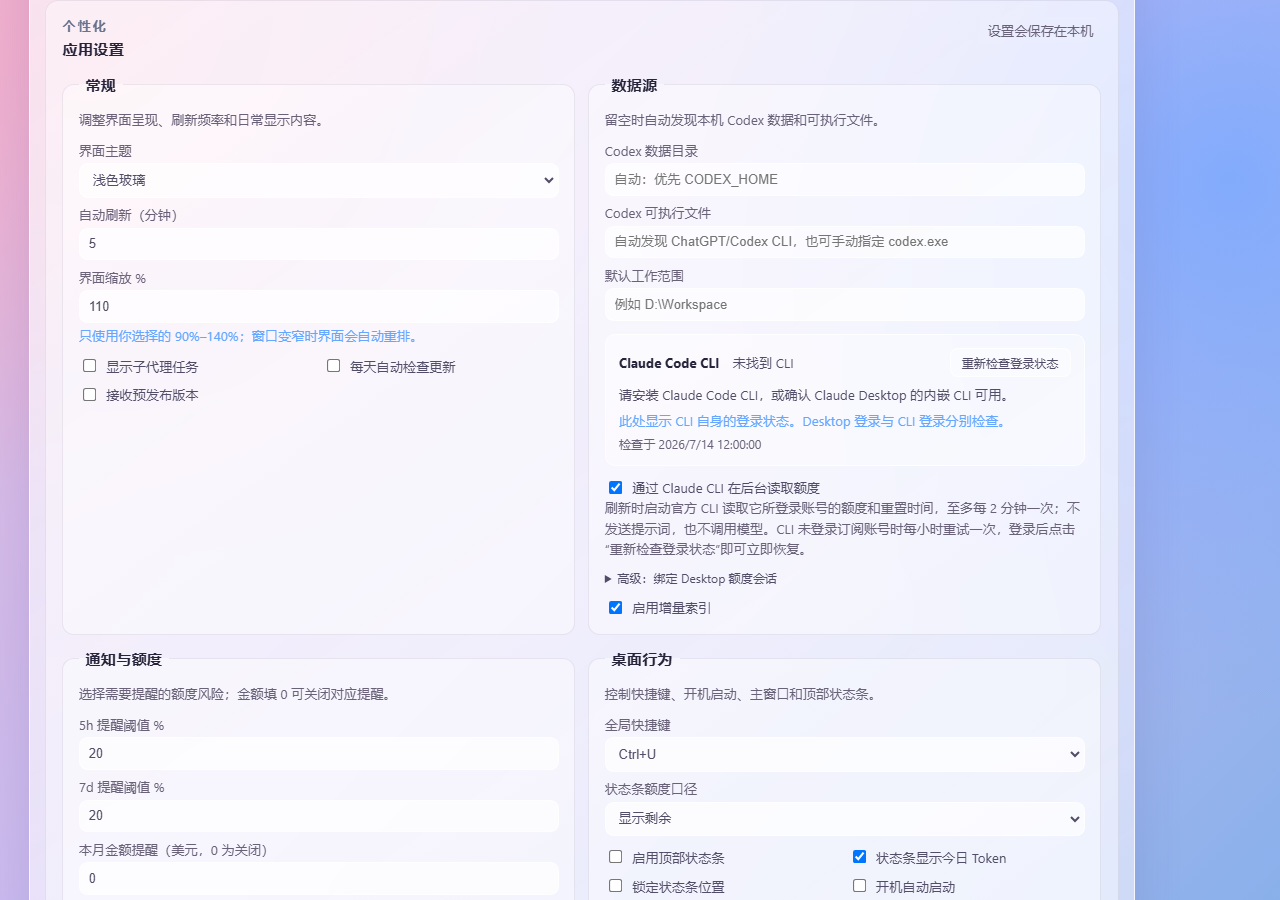 个性化
应用设置
设置会保存在本机
常规
调整界面呈现、刷新频率和日常显示内容。
界面主题
浅色玻璃
自动刷新（分钟）
5
界面缩放 %
110
只使用你选择的 90%–140%；窗口变窄时界面会自动重排。
显示子代理任务
每天自动检查更新
接收预发布版本
数据源
留空时自动发现本机 Codex 数据和可执行文件。
Codex 数据目录
自动：优先 CODEX_HOME
Codex 可执行文件
自动发现 ChatGPT/Codex CLI，也可手动指定 codex.exe
默认工作范围
例如 D:\Workspace
Claude Code CLI 未找到 CLI
重新检查登录状态
请安装 Claude Code CLI，或确认 Claude Desktop 的内嵌 CLI 可用。
此处显示 CLI 自身的登录状态。Desktop 登录与 CLI 登录分别检查。
检查于 2026/7/14 12:00:00
通过 Claude CLI 在后台读取额度
刷新时启动官方 CLI 读取它所登录账号的额度和重置时间，至多每 2 分钟一次；不
发送提示词，也不调用模型。CLI 未登录订阅账号时每小时重试一次，登录后点击
“重新检查登录状态”即可立即恢复。
高级：绑定 Desktop 额度会话
启用增量索引
通知与额度
选择需要提醒的额度风险；金额填 0 可关闭对应提醒。
5h 提醒阈值 %
20
7d 提醒阈值 %
20
本月金额提醒（美元，0 为关闭）
0
桌面行为
控制快捷键、开机启动、主窗口和顶部状态条。
全局快捷键
Ctrl+U
状态条额度口径
显示剩余
启用顶部状态条
状态条显示今日 Token
锁定状态条位置
开机自动启动